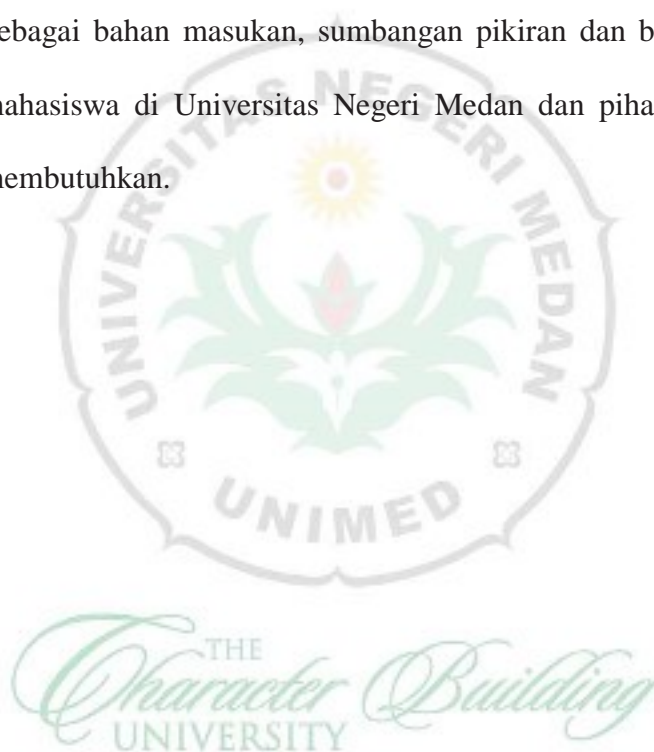 ebagai bahan masukan, sumbangan pikiran dan b
mahasiswa di Universitas Negeri Medan dan piha
membutuhkan.
UNIVERSITAS NEGERI MEDAN
UNIMED
THE
Character Building
UNIVERSITY